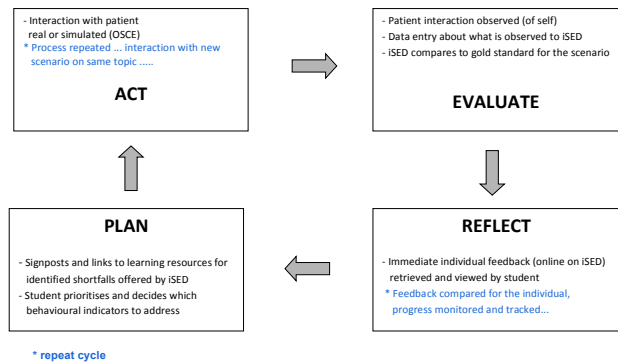 - Interaction with patient
real or simulated (OSCE)
* Process repeated ... interaction with new
scenario on same topic .....
ACT
- Patient interaction observed (of self)
- Data entry about what is observed to iSED
- iSED compares to gold standard for the scenario
EVALUATE
PLAN
- Signposts and links to learning resources for
identified shortfalls offered by iSED
- Student prioritises and decides which
behavioural indicators to address
REFLECT
- Immediate individual feedback (online on iSED)
retrieved and viewed by student
* Feedback compared for the individual,
progress monitored and tracked...
* repeat cycle